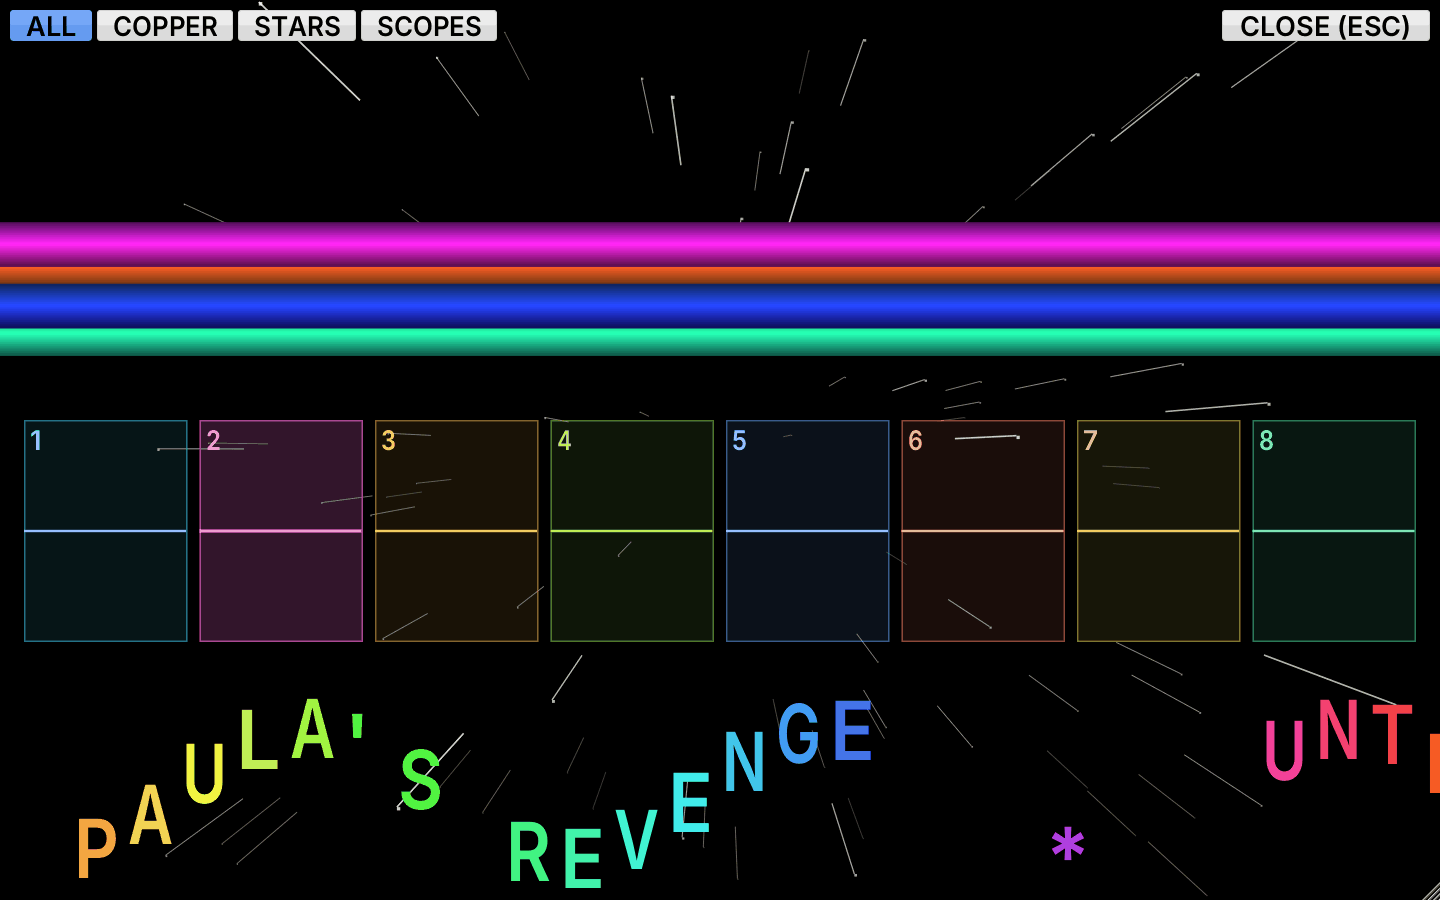 ALL COPPER STARS SCOPES CLOSE (ESC)
1 2 3 4 5 6 7 8
PAULA'S REVENGE * UNT